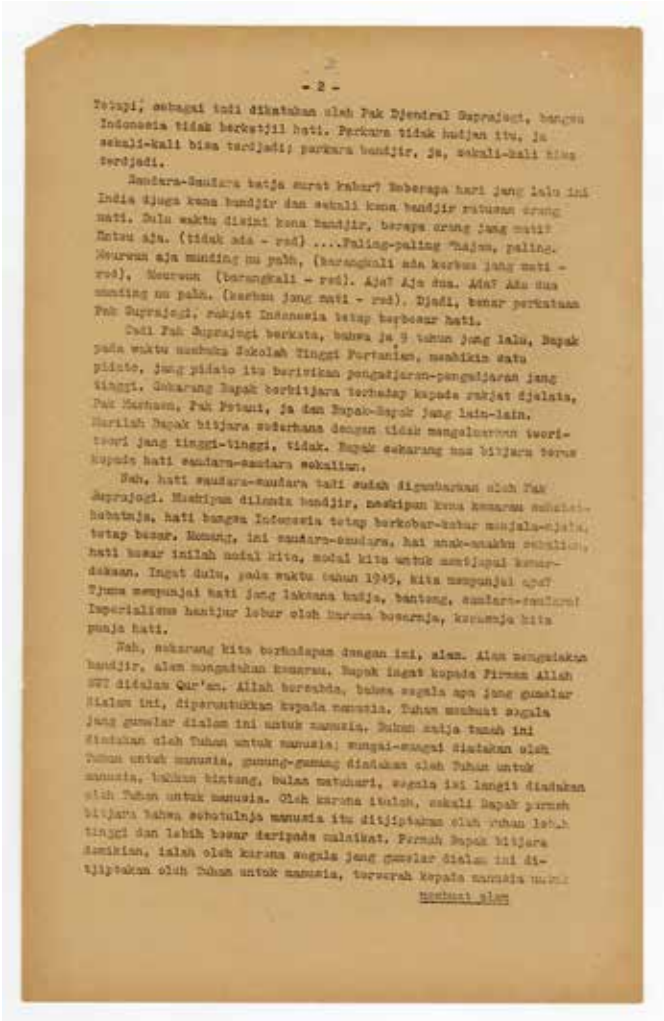 - 2 -
Tetapi, sebagai tadi dikatakan oleh Pak Djendral Suprajogi, bangsa
Indonesia tidak berketjil hati. Perkara tidak hudjan itu, ja
sekali-kali bisa terdjadi; perkara bandjir, ja, sekali-kali bisa
terdjadi.
Saudara-Saudara batja surat kabar? Beberapa hari jang lalu ini
India djuga kena bandjir dan sekali kena bandjir ratusan orang
mati. Dulu waktu disini kena bandjir, berapa orang jang mati?
Enteu aja. (tidak ada - red) ....Paling-paling hajam, paling.
Meureun aja munding nu paéh, (barangkali ada kerbau jang mati -
red). Meureun (barangkali - red). Aja? Aja dua. Ada? Ada dua
munding nu paéh. (kerbau jang mati - red). Djadi, benar perkataan
Pak Suprajogi, rakjat Indonesia tetap berbesar hati.
Tadi Pak Suprajogi berkata, bahwa ja 9 tahun jang lalu, Bapak
pada waktu membuka Sekolah Tinggi Pertanian, membikin satu
pidato, jang pidato itu berisikan pengadjaran-pengadjaran jang
tinggi. Sekarang Bapak berbitjara terhadap kepada rakjat djelata,
Pak Marhaen, Pak Petani, ja dan Bapak-Bapak jang lain-lain.
Marilah Bapak bitjara sederhana dengan tidak mengeluarkan teori-
teori jang tinggi-tinggi, tidak. Bapak sekarang mau bitjara terus
kepada hati saudara-saudara sekalian.
Nah, hati saudara-saudara tadi sudah digambarkan oleh Pak
Suprajogi. Meskipun dilanda bandjir, meskipun kena kemarau sehebat-
hebatnja, hati bangsa Indonesia tetap berkobar-kobar menjala-njala,
tetap besar. Memang, ini saudara-saudara, hai anak-anakku sekalian,
hati besar inilah modal kita, modal kita untuk mentjapai kemer-
dekaan. Ingat dulu, pada waktu tahun 1945, kita mempunjai apa?
Tjuma mempunjai hati jang laksana badja, banteng, saudara-saudara!
Imperialisme hantjur lebur oleh karena besarnja, kerasnja kita
punja hati.
Nah, sekarang kita berhadapan dengan ini, alam. Alam mengadakan
bandjir, alam mengadakan kemarau. Bapak ingat kepada Firman Allah
SWT didalam Qur'an. Allah bersabda, bahwa segala apa jang gumelar
dialam ini, diperuntukkan kepada manusia. Tuhan membuat segala
jang gumelar dialam ini untuk manusia. Bukan sadja tanah ini
diadakan oleh Tuhan untuk manusia; sungai-sungai diadakan oleh
Tuhan untuk manusia, gunung-gunung diadakan oleh Tuhan untuk
manusia, bahkan bintang, bulan matahari, segala isi langit diadakan
oleh Tuhan untuk manusia. Oleh karena itulah, sekali Bapak pernah
bitjara bahwa sebetulnja manusia itu ditjiptakan oleh Tuhan lebih
tinggi dan lebih besar daripada malaikat. Pernah Bapak bitjara
demikian, ialah oleh karena segala jang gumelar dialam ini di-
tjiptakan oleh Tuhan untuk manusia, terserah kepada manusia untuk
membuat alam